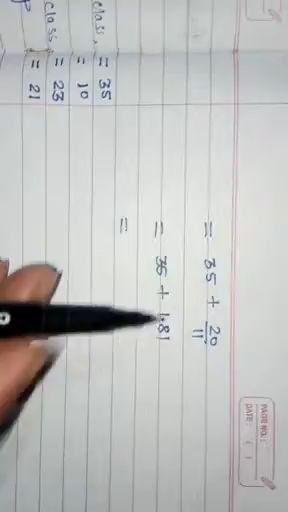 PAGE NO.:
DATE: / /
= 35 + 20/11
= 35 + 1.81
=
class, = 35
= 10
class = 23
= 21